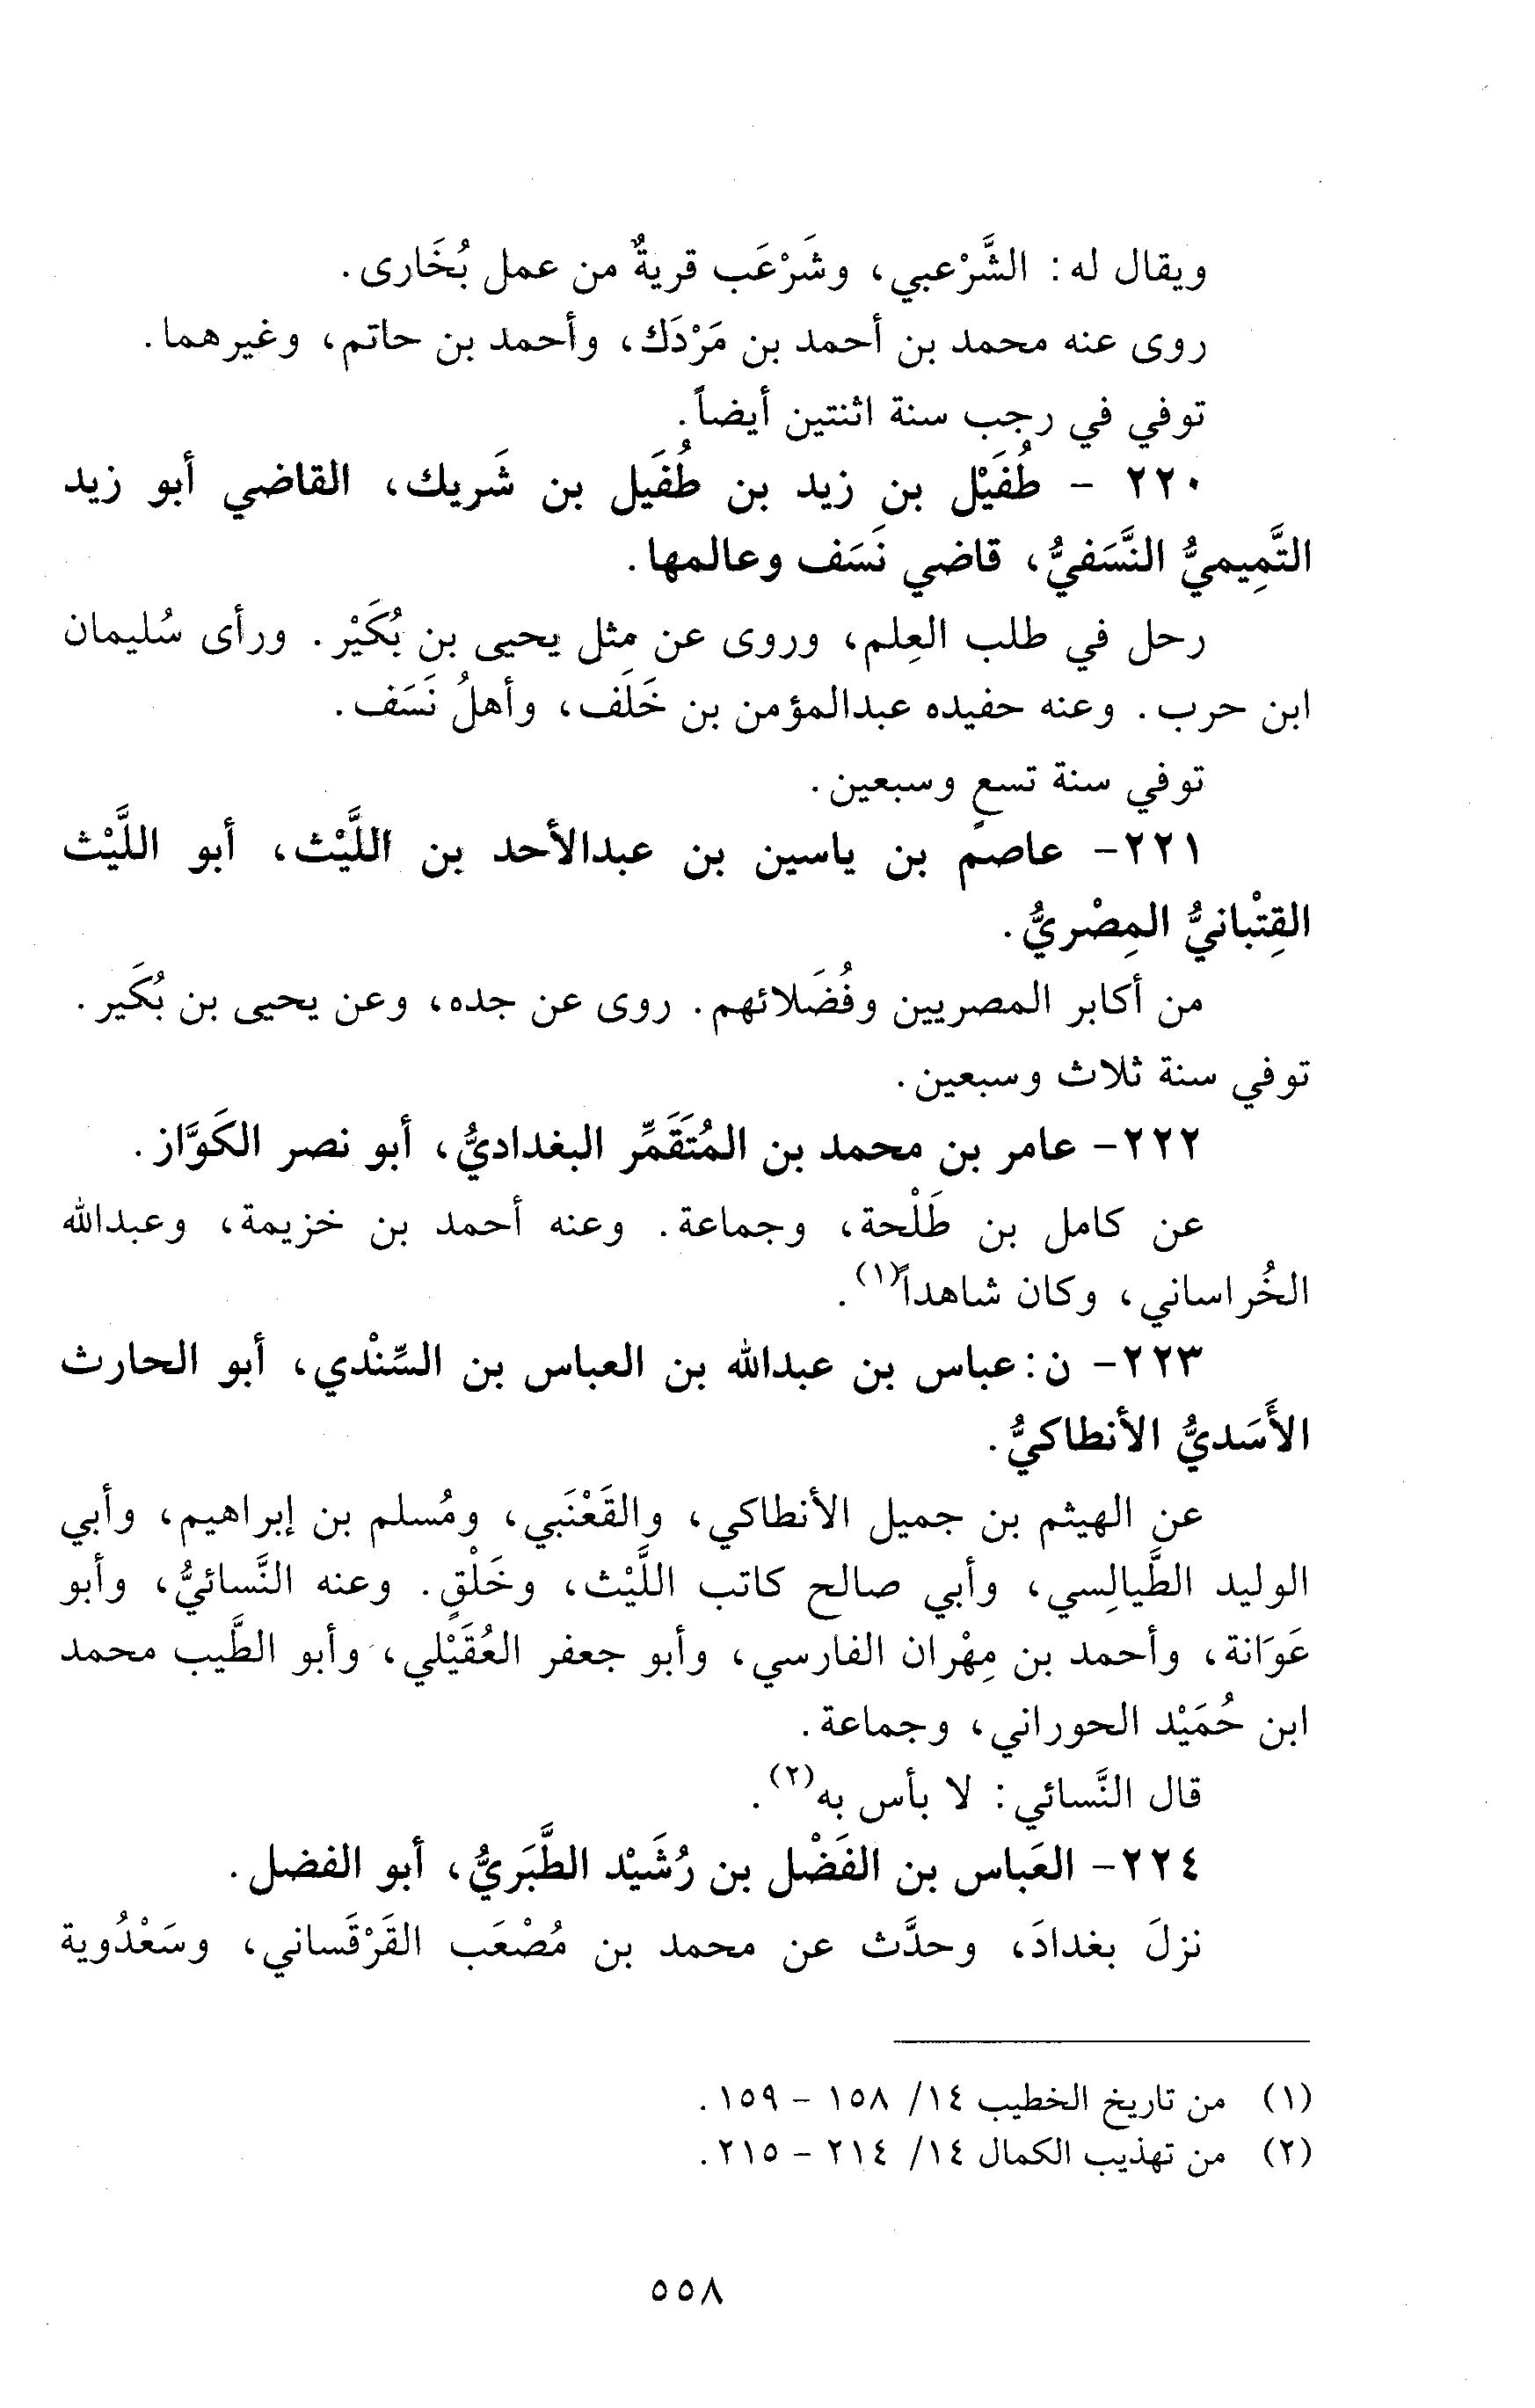 ويقال له: الشَّرْعبي، وشَرْعَب قريةٌ من عمل بُخَارى.
روى عنه محمد بن أحمد بن مَرْدَك، وأحمد بن حاتم، وغيرهما.
توفي في رجب سنة اثنتين أيضاً.
٢٢٠ - طُفَيْل بن زيد بن طُفَيل بن شَريك، القاضي أبو زيد
التَّمِيميُّ النَّسَفيُّ، قاضي نَسَف وعالمها.
رحل في طلب العِلم، وروى عن مِثل يحيى بن بُكَيْر. ورأى سُليمان
ابن حرب. وعنه حفيده عبدالمؤمن بن خَلَف، وأهلُ نَسَف.
توفي سنة تسعٍ وسبعين.
٢٢١- عاصم بن ياسين بن عبدالأحد بن اللَّيْث، أبو اللَّيْث
القِتْبانيُّ المِصْريُّ.
من أكابر المصريين وفُضَلائهم. روى عن جده، وعن يحيى بن بُكَير.
توفي سنة ثلاث وسبعين.
٢٢٢- عامر بن محمد بن المُتَقَمِّر البغداديُّ، أبو نصر الكَوَّاز.
عن كامل بن طَلْحة، وجماعة. وعنه أحمد بن خزيمة، وعبدالله
الخُراساني، وكان شاهداً(١).
٢٢٣- ن: عباس بن عبدالله بن العباس بن السِّنْدي، أبو الحارث
الأَسَديُّ الأنطاكيُّ.
عن الهيثم بن جميل الأنطاكي، والقَعْنَبي، ومُسلم بن إبراهيم، وأبي
الوليد الطَّيالِسي، وأبي صالح كاتب اللَّيْث، وخَلْقٍ. وعنه النَّسائيُّ، وأبو
عَوَانة، وأحمد بن مِهْران الفارسي، وأبو جعفر العُقَيْلي، وأبو الطَّيب محمد
ابن حُمَيْد الحوراني، وجماعة.
قال النَّسائي: لا بأس به(٢).
٢٢٤- العَباس بن الفَضْل بن رُشَيْد الطَّبَريُّ، أبو الفضل.
نزلَ بغدادَ، وحدَّث عن محمد بن مُصْعَب القَرْقَساني، وسَعْدُوية
(١) من تاريخ الخطيب ١٤/ ١٥٨ - ١٥٩.
(٢) من تهذيب الكمال ١٤/ ٢١٤ - ٢١٥.
٥٥٨